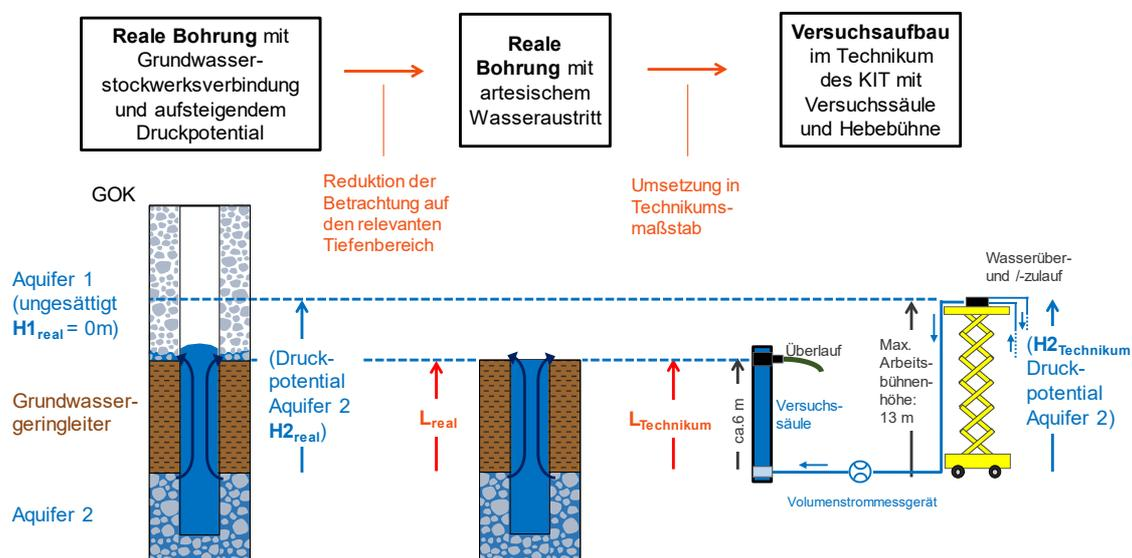 Reale Bohrung mit
Grundwasser-
stockwerksverbindung
und aufsteigendem
Druckpotential
Reale
Bohrung mit
artesischem
Wasseraustritt
Versuchsaufbau
im Technikum
des KIT mit
Versuchssäule
und Hebebühne
Reduktion der
Betrachtung auf
den relevanten
Tiefenbereich
Umsetzung in
Technikums-
maßstab
GOK
Aquifer 1
(ungesättigt
H1real = 0m)
Grundwasser-
geringleiter
Aquifer 2
(Druck-
potential
Aquifer 2
H2real)
Lreal
LTechnikum
ca.6 m
Überlauf
Versuchs-
säule
Max.
Arbeits-
bühnen-
höhe:
13 m
Volumenstrommessgerät
Wasserüber-
und /-zulauf
(H2Technikum
Druck-
potential
Aquifer 2)